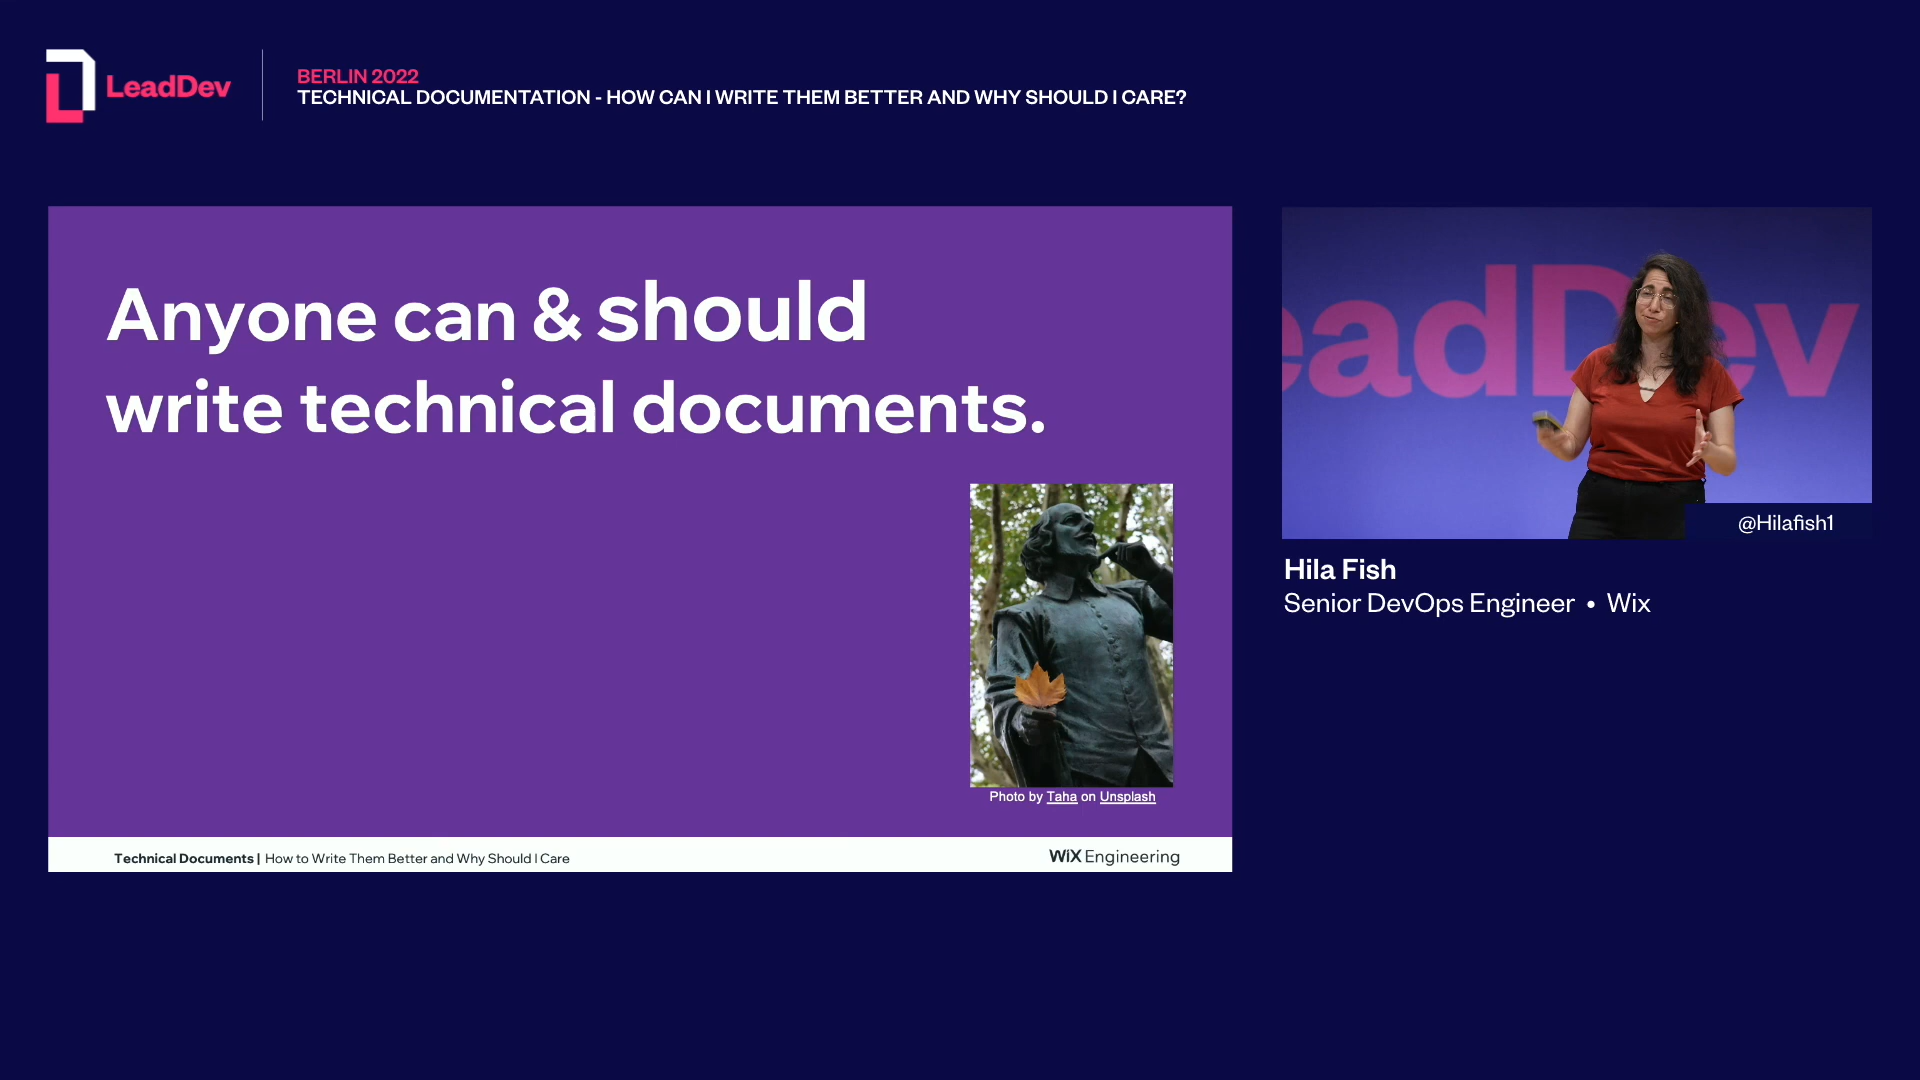 LeadDev
BERLIN 2022
TECHNICAL DOCUMENTATION - HOW CAN I WRITE THEM BETTER AND WHY SHOULD I CARE?
Anyone can & should
write technical documents.
Photo by Taha on Unsplash
Technical Documents | How to Write Them Better and Why Should I Care
WiX Engineering
eadDev
@Hilafish1
Hila Fish
Senior DevOps Engineer • Wix